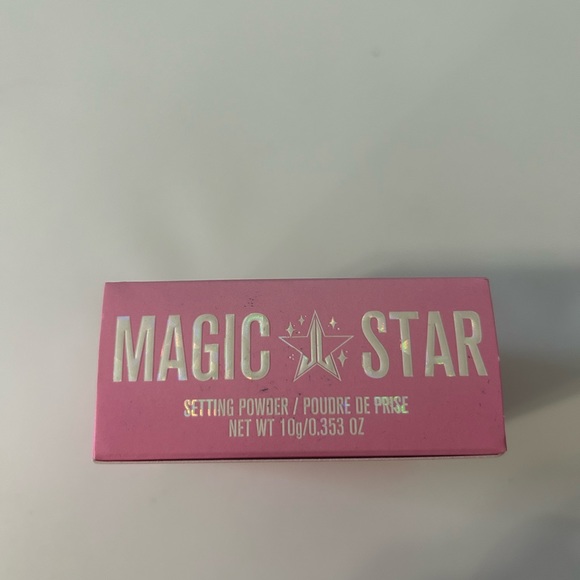 MAGIC STAR
SETTING POWDER / POUDRE DE PRISE
NET WT 10g/0.353 OZ